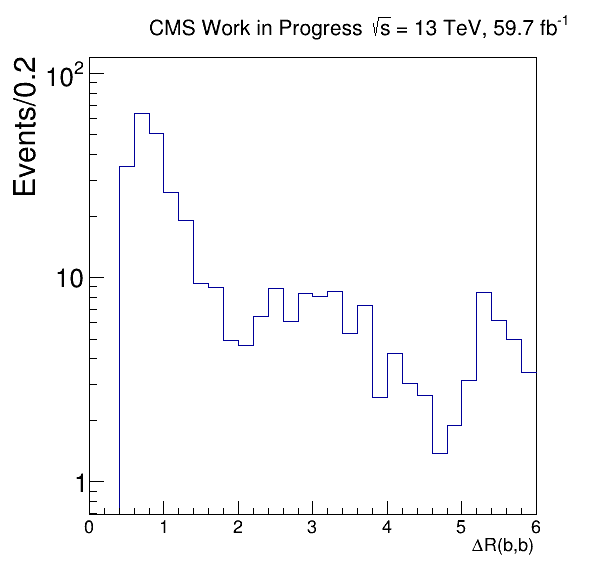 CMS Work in Progress √s = 13 TeV, 59.7 fb⁻¹
Events/0.2
10²
10
1
0 1 2 3 4 5 6
ΔR(b,b)